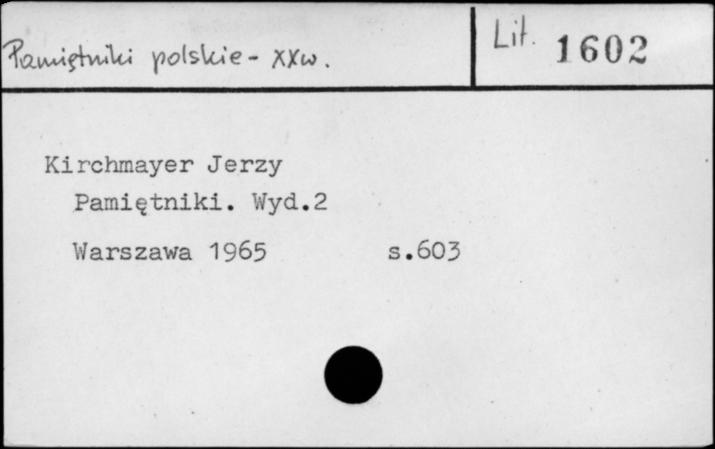 Pamiętniki polskie - XXw.
Lit. 1602
Kirchmayer Jerzy
Pamiętniki. Wyd.2
Warszawa 1965 s.603